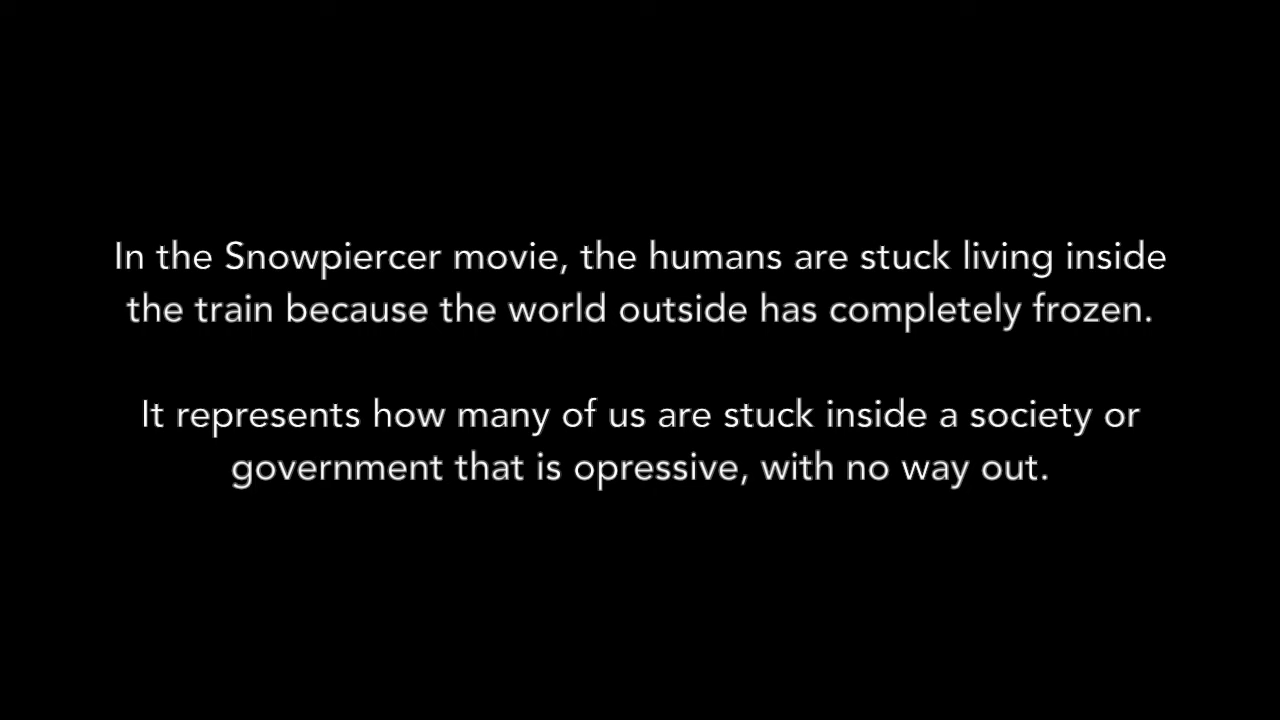 In the Snowpiercer movie, the humans are stuck living inside
the train because the world outside has completely frozen.
It represents how many of us are stuck inside a society or
government that is opressive, with no way out.